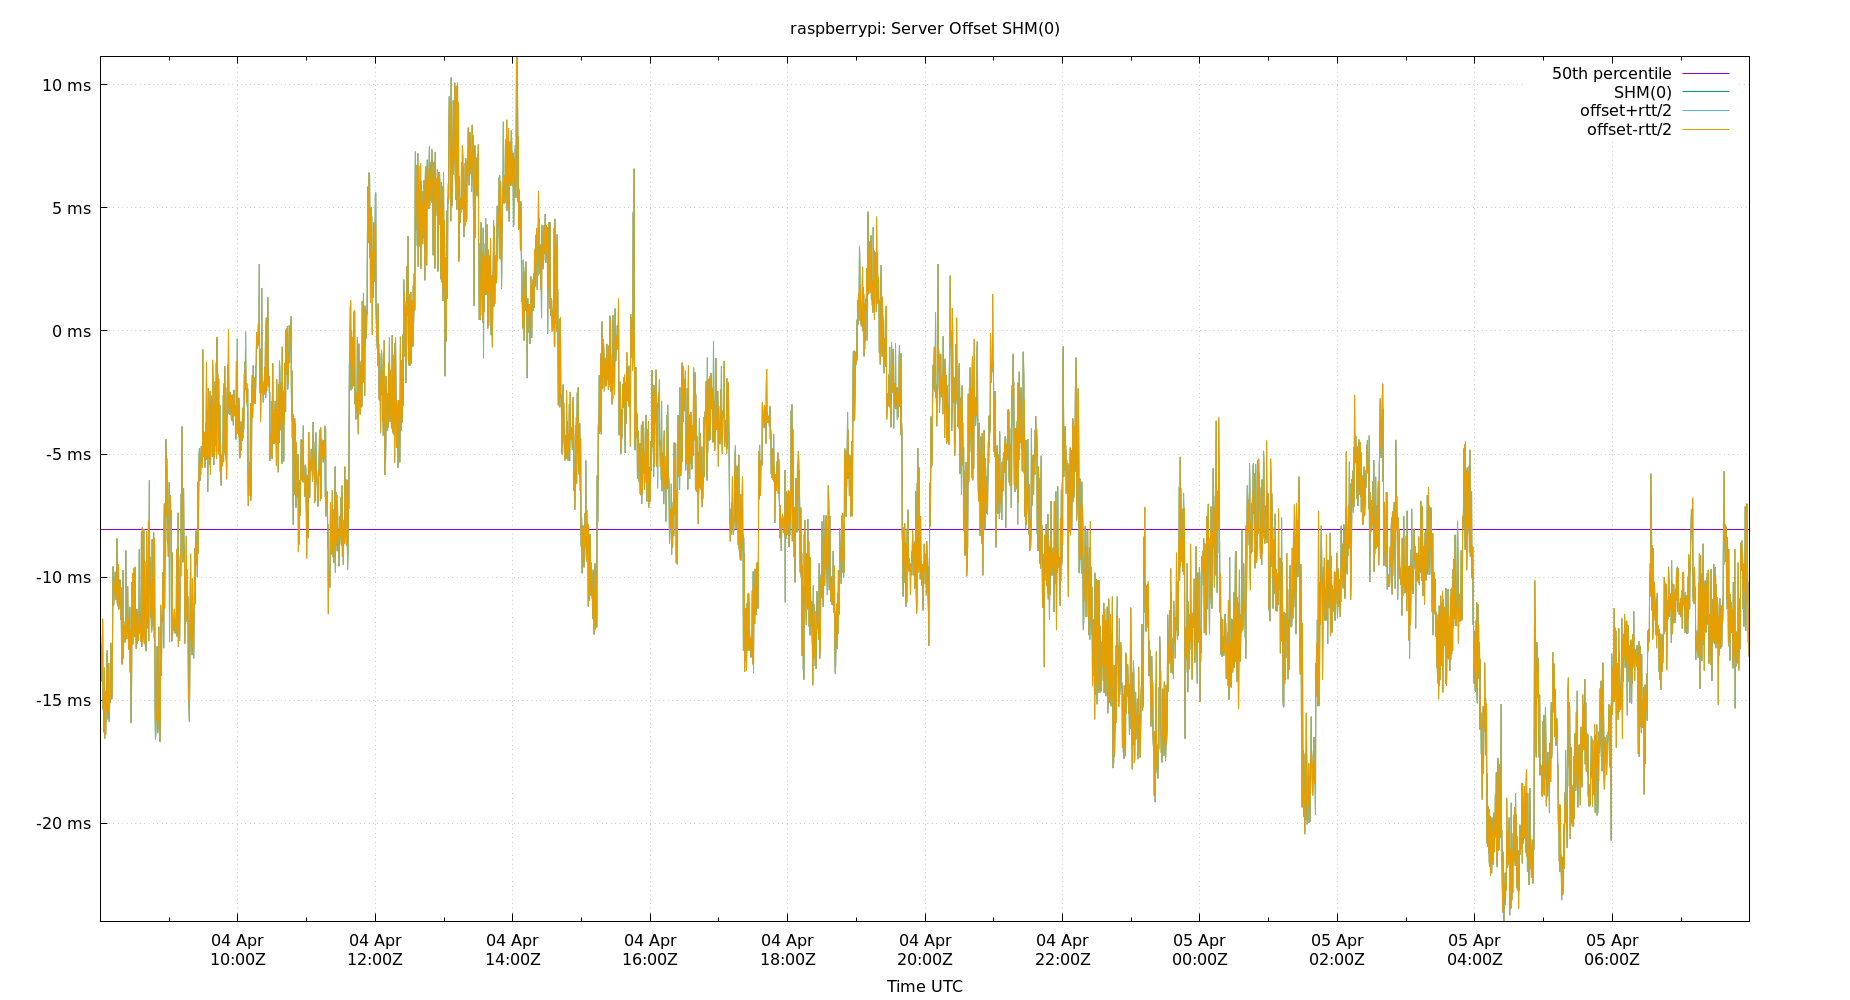 raspberrypi: Server Offset SHM(0)
50th percentile
SHM(0)
offset+rtt/2
offset-rtt/2
10 ms
5 ms
0 ms
-5 ms
-10 ms
-15 ms
-20 ms
04 Apr 04 Apr 04 Apr 04 Apr 04 Apr 04 Apr 04 Apr 05 Apr 05 Apr 05 Apr 05 Apr
10:00Z 12:00Z 14:00Z 16:00Z 18:00Z 20:00Z 22:00Z 00:00Z 02:00Z 04:00Z 06:00Z
Time UTC